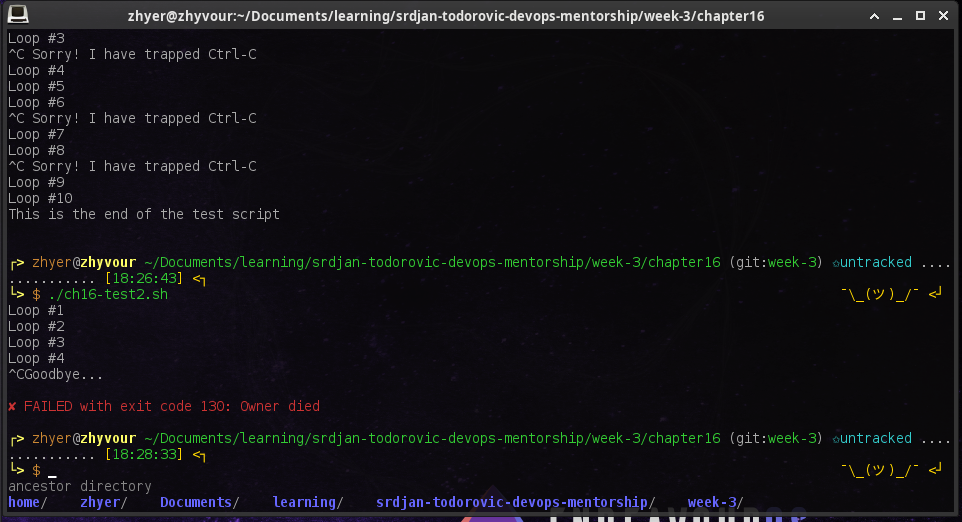 zhyer@zhyvour:~/Documents/learning/srdjan-todorovic-devops-mentorship/week-3/chapter16
Loop #3
^C Sorry! I have trapped Ctrl-C
Loop #4
Loop #5
Loop #6
^C Sorry! I have trapped Ctrl-C
Loop #7
Loop #8
^C Sorry! I have trapped Ctrl-C
Loop #9
Loop #10
This is the end of the test script
┌> zhyer@zhyvour ~/Documents/learning/srdjan-todorovic-devops-mentorship/week-3/chapter16 (git:week-3) ✩untracked ....
........... [18:26:43] <┐
└> $ ./ch16-test2.sh ¯\_(ツ)_/¯ <┘
Loop #1
Loop #2
Loop #3
Loop #4
^CGoodbye...
✘ FAILED with exit code 130: Owner died
┌> zhyer@zhyvour ~/Documents/learning/srdjan-todorovic-devops-mentorship/week-3/chapter16 (git:week-3) ✩untracked ....
........... [18:28:33] <┐
└> $ _ ¯\_(ツ)_/¯ <┘
ancestor directory
home/ zhyer/ Documents/ learning/ srdjan-todorovic-devops-mentorship/ week-3/